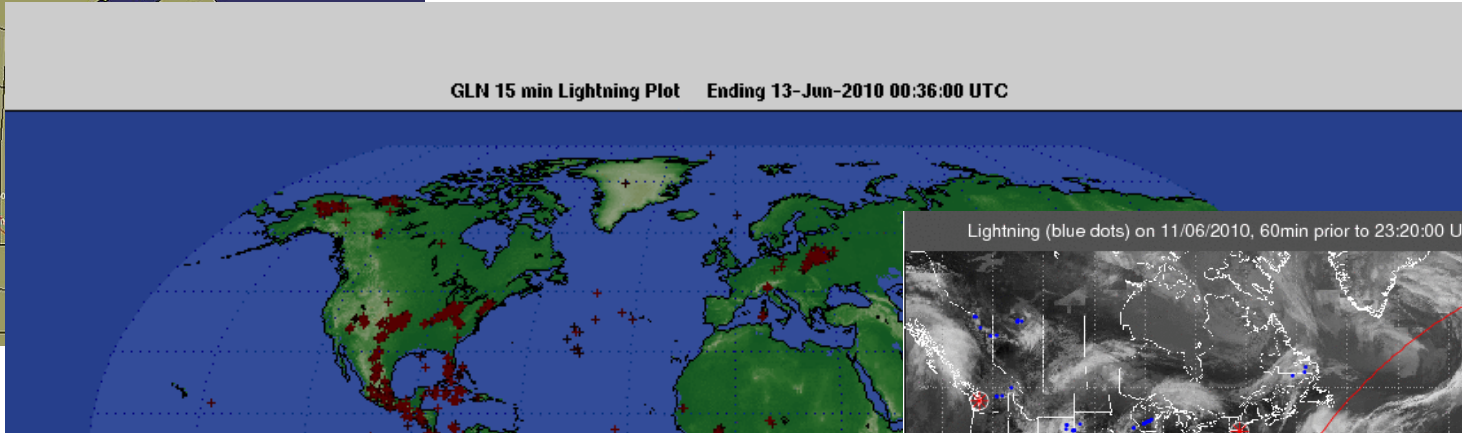 GLN 15 min Lightning Plot Ending 13-Jun-2010 00:36:00 UTC
Lightning (blue dots) on 11/06/2010, 60min prior to 23:20:00 U